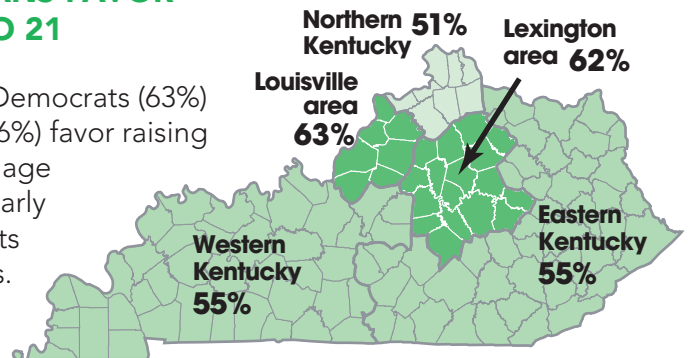 O 21
Democrats (63%)
6%) favor raising
age
arly
ts
s.
Northern
Kentucky 51%
Lexington
area 62%
Louisville
area
63%
Western
Kentucky
55%
Eastern
Kentucky
55%